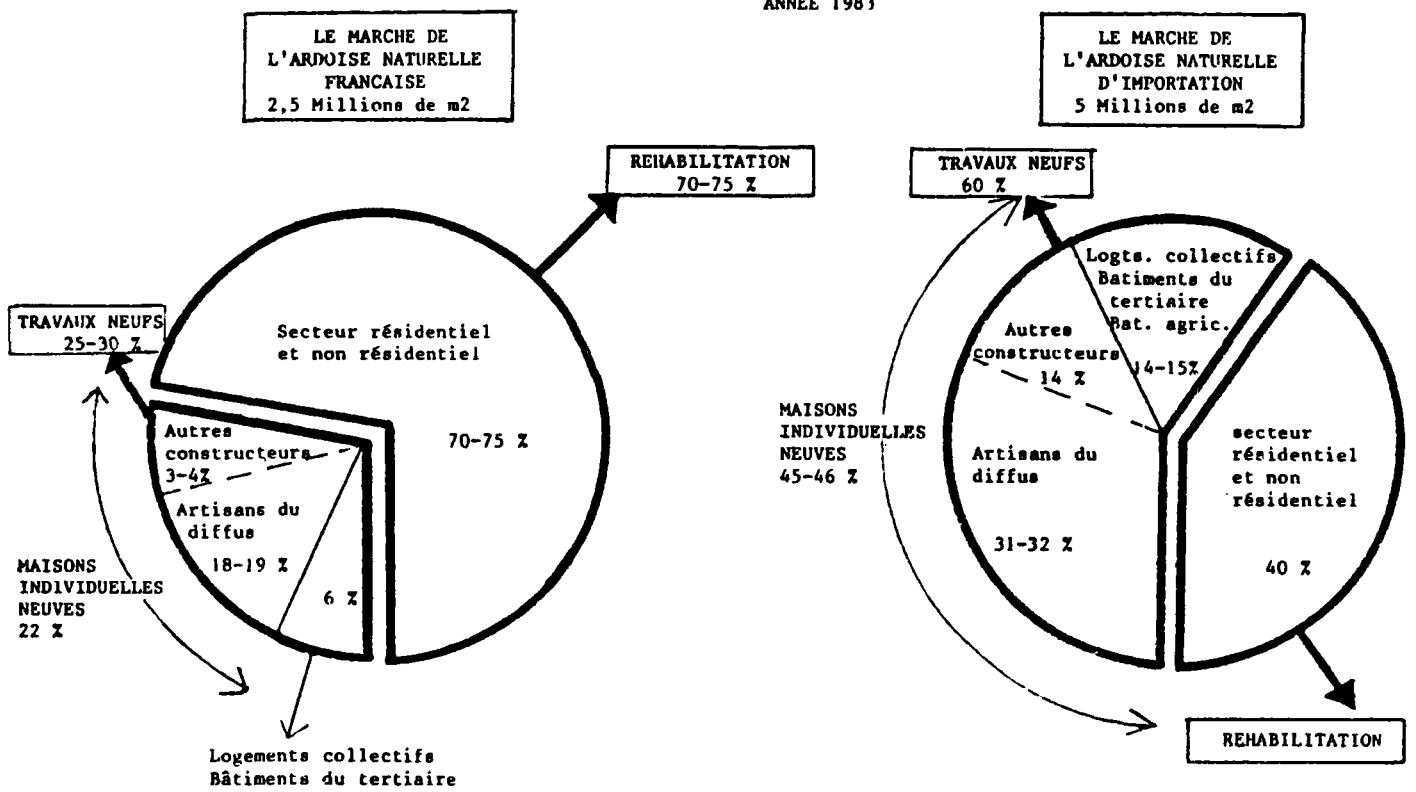 ANNEE 1983
LE MARCHE DE
L'ARDOISE NATURELLE
FRANCAISE
2,5 Millions de m2
LE MARCHE DE
L'ARDOISE NATURELLE
D'IMPORTATION
5 Millions de m2
REHABILITATION
70-75 %
TRAVAUX NEUFS
25-30 %
Secteur résidentiel
et non résidentiel
70-75 %
Autres
constructeurs
3-4%
Artisans du
diffus
18-19 %
6 %
MAISONS
INDIVIDUELLES
NEUVES
22 %
Logements collectifs
Bâtiments du tertiaire
TRAVAUX NEUFS
60 %
Logts. collectifs
Batiments du
tertiaire
Bat. agric.
14-15%
Autres
constructeurs
14 %
MAISONS
INDIVIDUELLES
NEUVES
45-46 %
Artisans du
diffus
31-32 %
secteur
résidentiel
et non
résidentiel
40 %
REHABILITATION